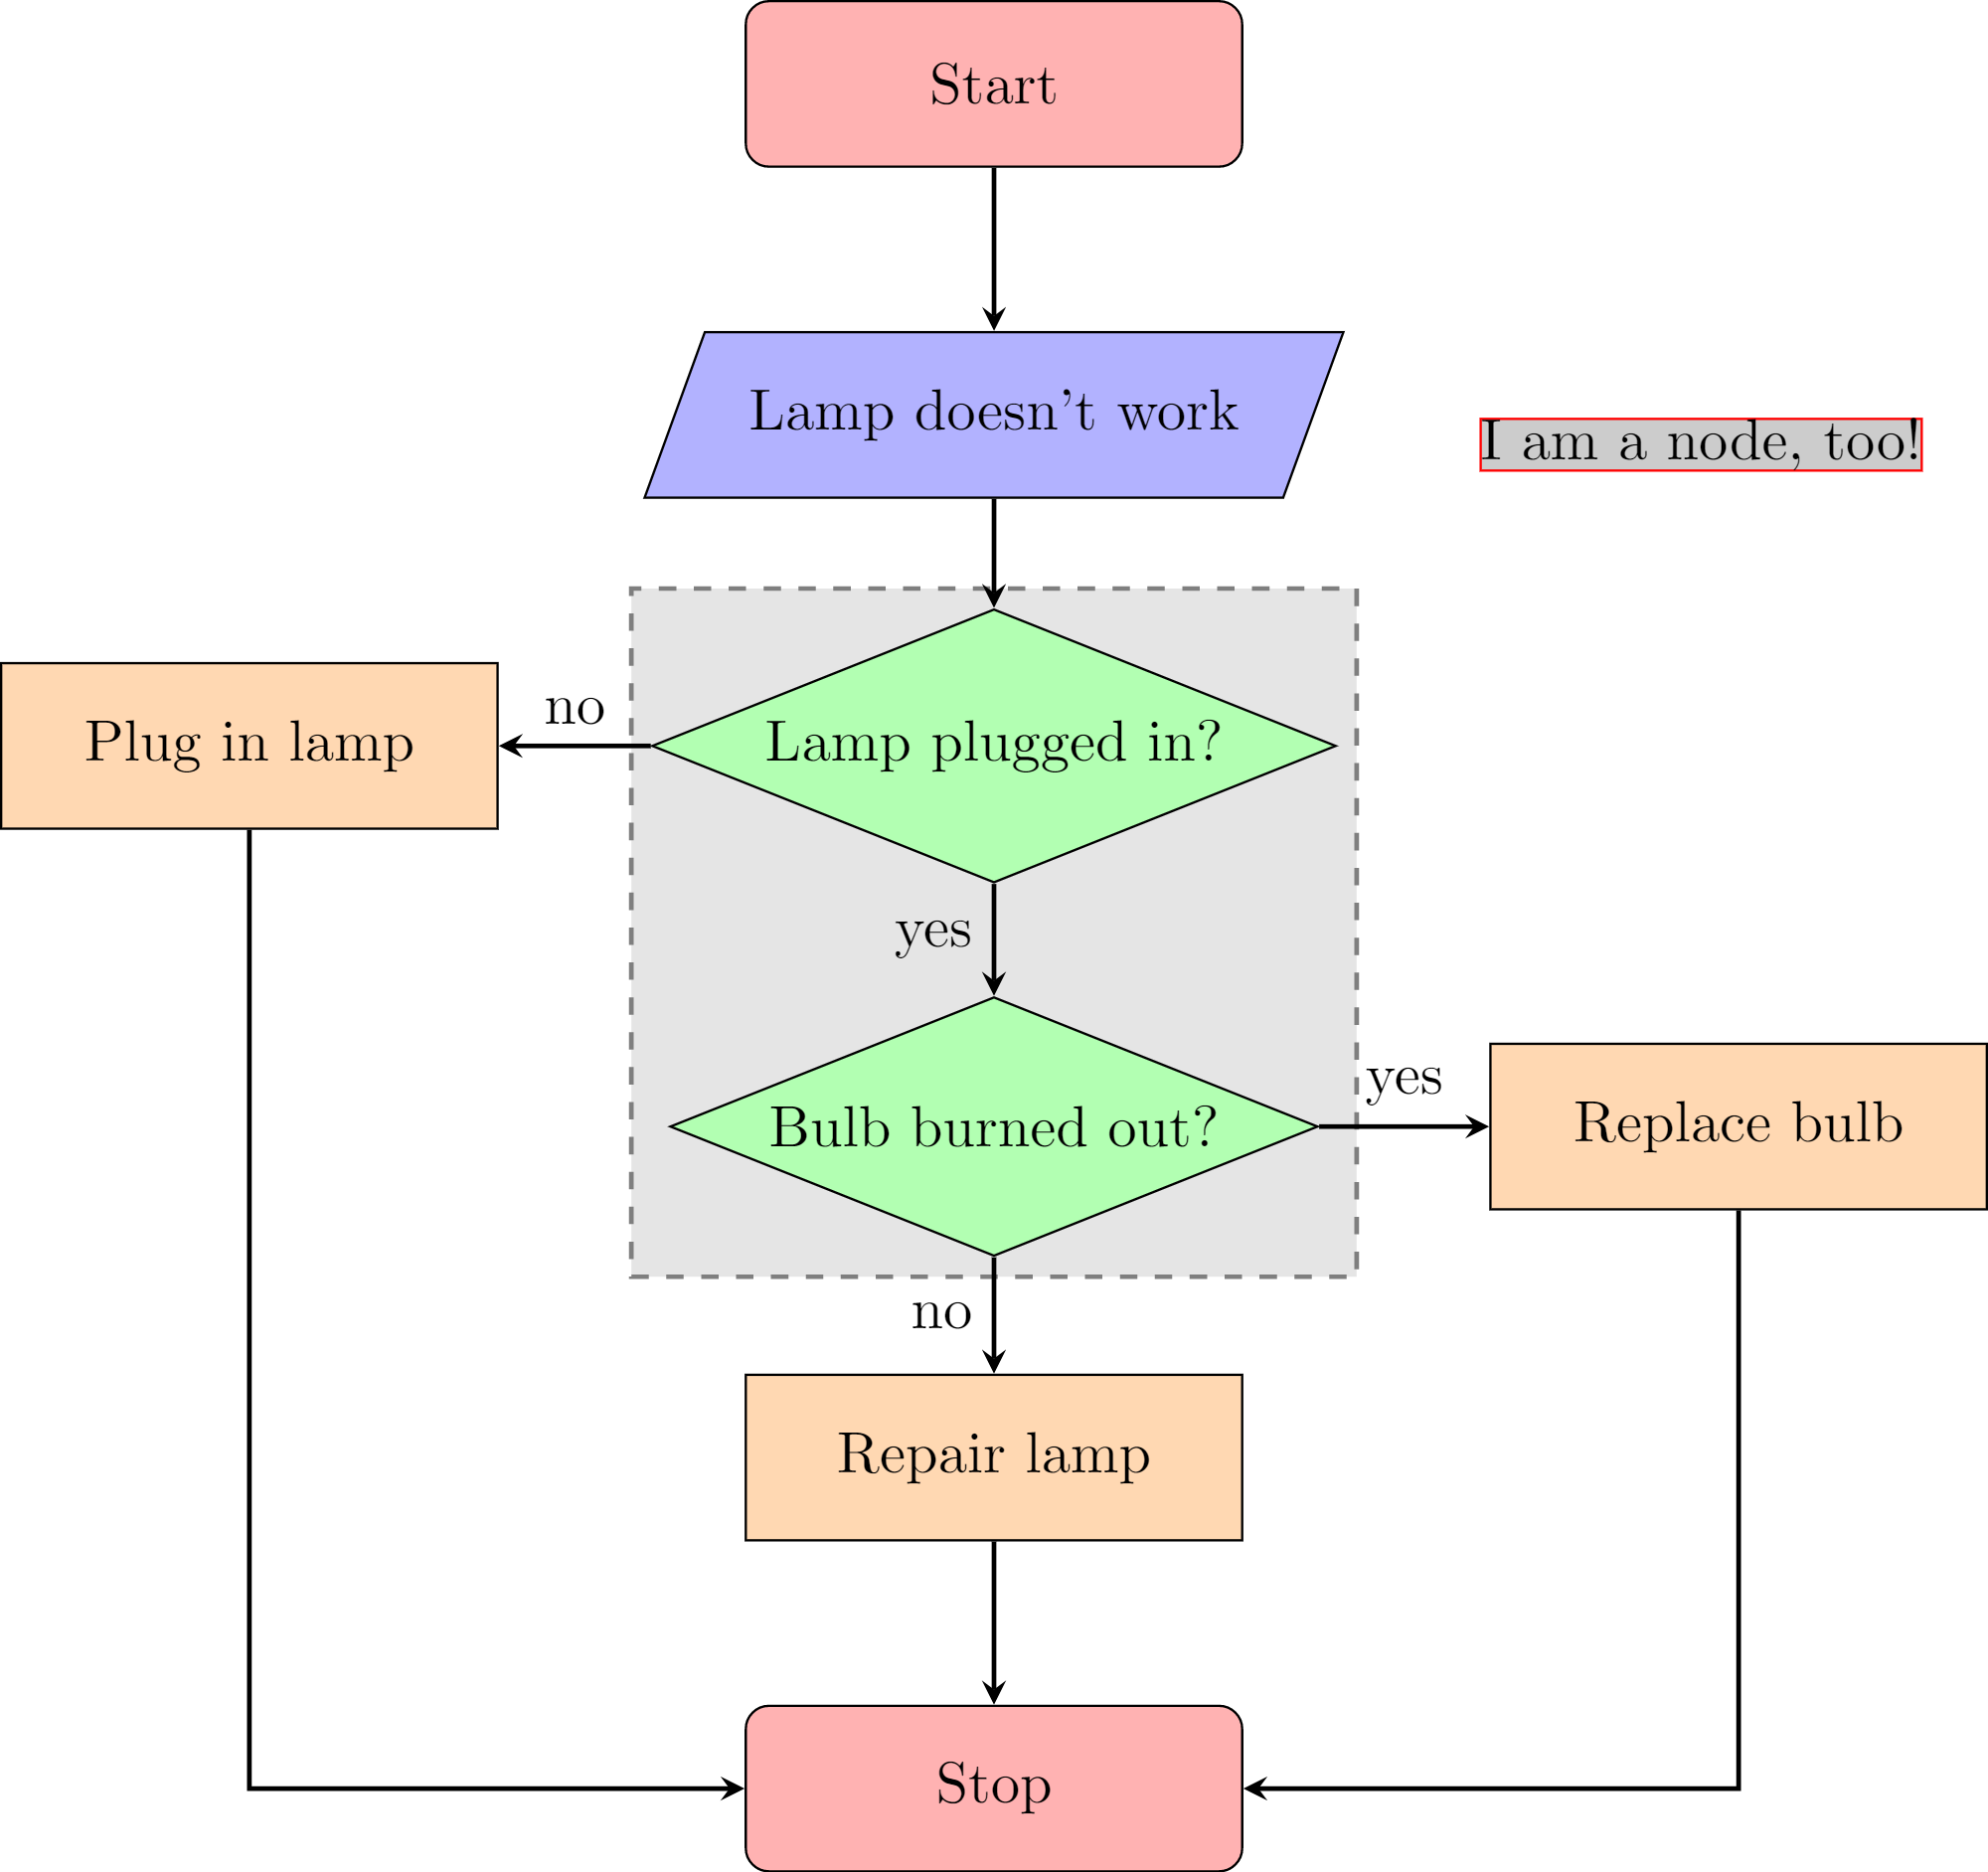 Start
Lamp doesn't work
I am a node, too!
no
Plug in lamp
Lamp plugged in?
yes
yes
Bulb burned out?
Replace bulb
no
Repair lamp
Stop